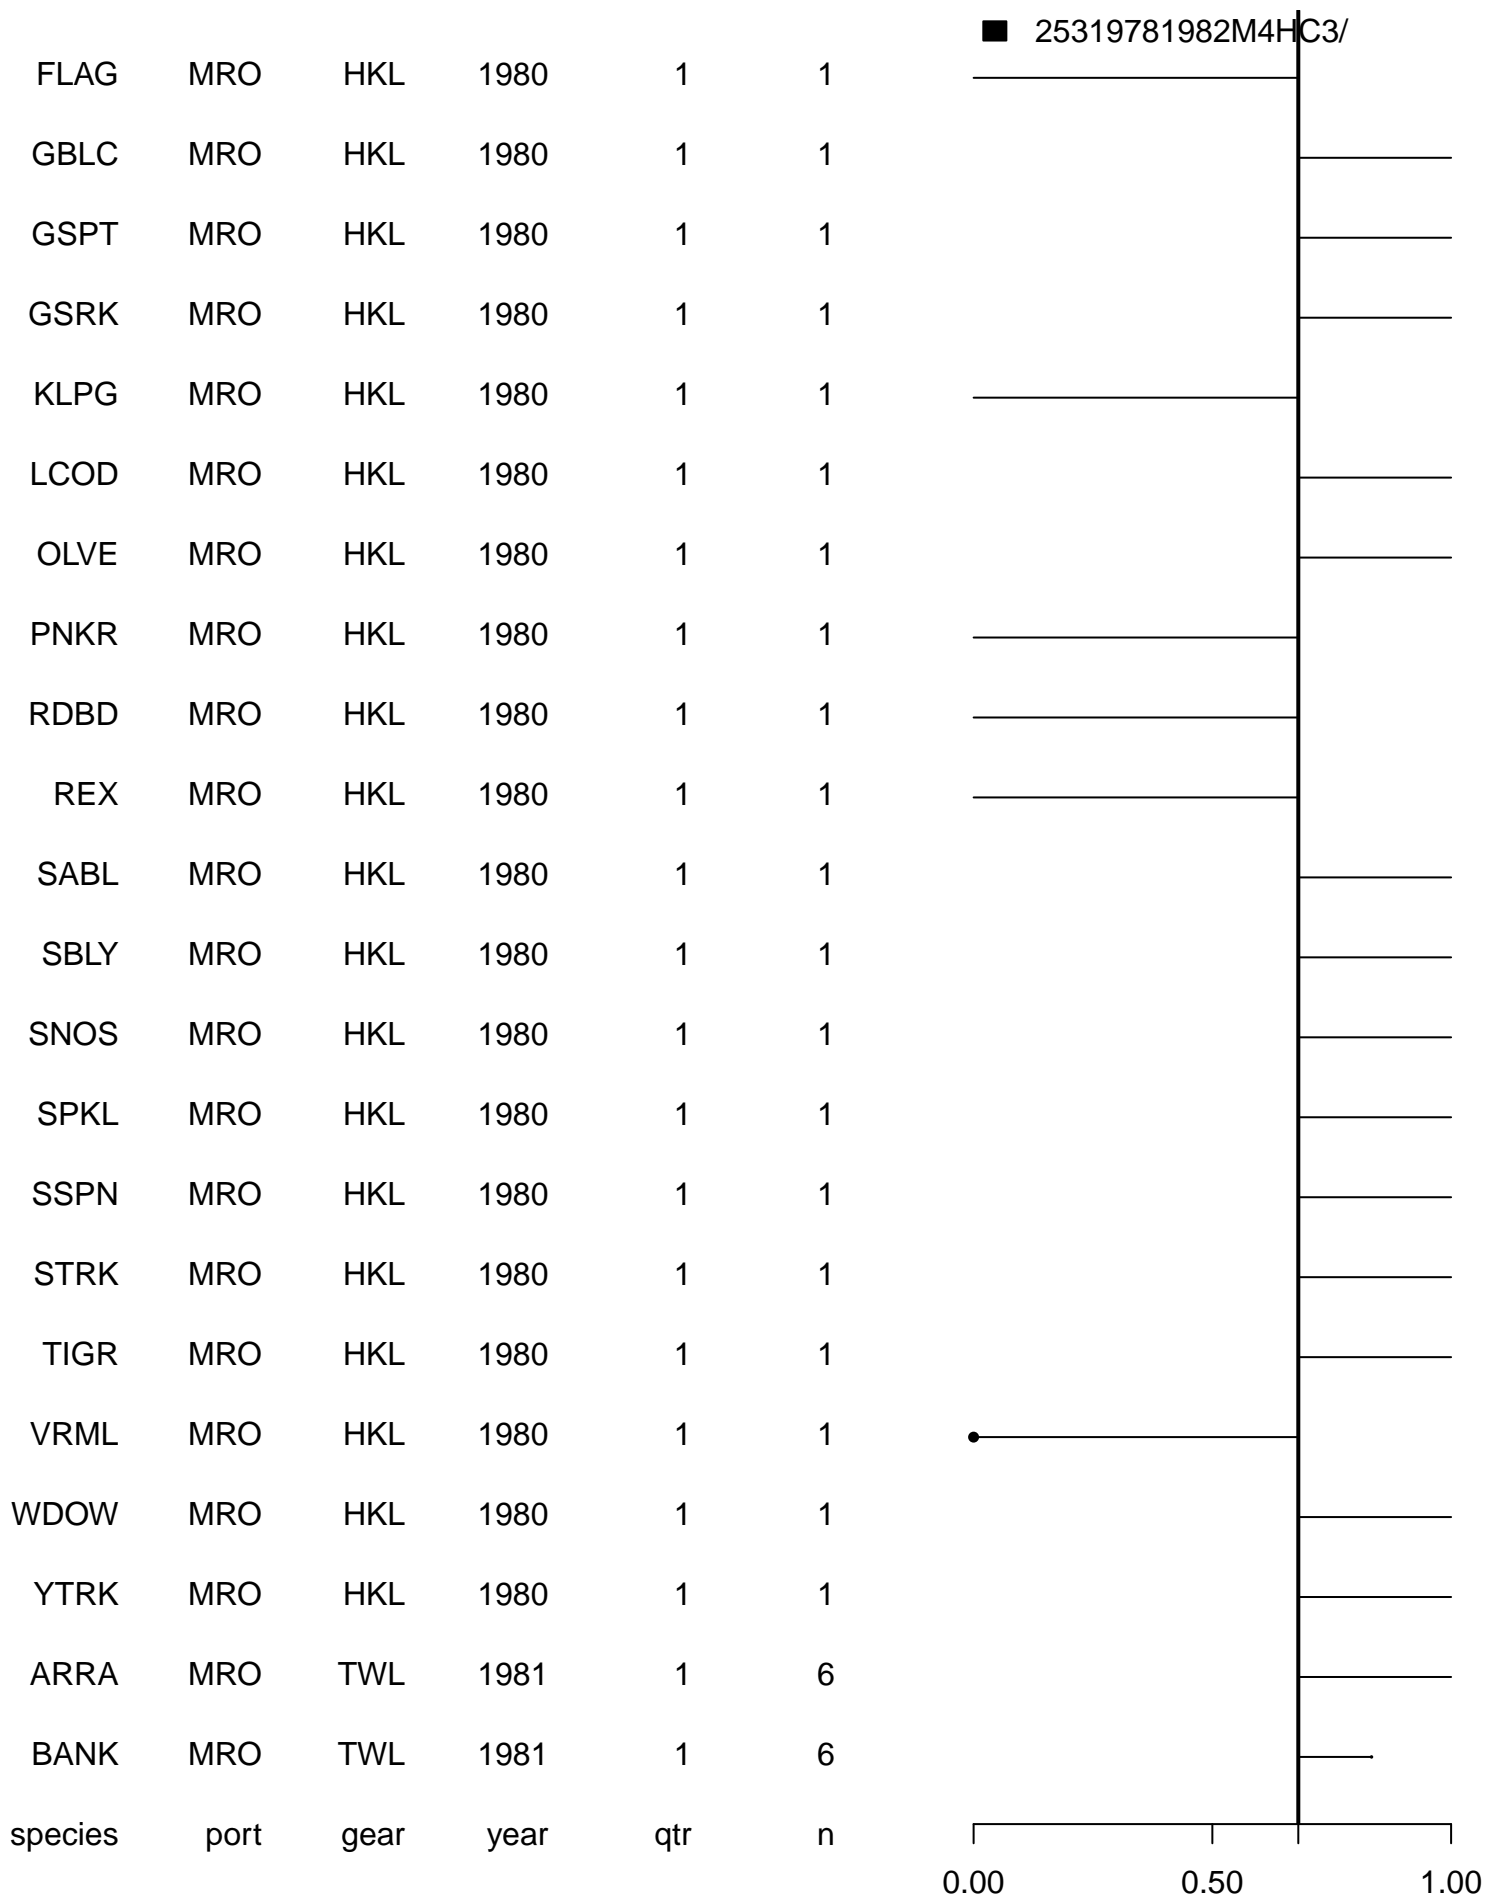 25319781982M4HC3/
FLAG MRO HKL 1980 1 1
GBLC MRO HKL 1980 1 1
GSPT MRO HKL 1980 1 1
GSRK MRO HKL 1980 1 1
KLPG MRO HKL 1980 1 1
LCOD MRO HKL 1980 1 1
OLVE MRO HKL 1980 1 1
PNKR MRO HKL 1980 1 1
RDBD MRO HKL 1980 1 1
REX MRO HKL 1980 1 1
SABL MRO HKL 1980 1 1
SBLY MRO HKL 1980 1 1
SNOS MRO HKL 1980 1 1
SPKL MRO HKL 1980 1 1
SSPN MRO HKL 1980 1 1
STRK MRO HKL 1980 1 1
TIGR MRO HKL 1980 1 1
VRML MRO HKL 1980 1 1
WDOW MRO HKL 1980 1 1
YTRK MRO HKL 1980 1 1
ARRA MRO TWL 1981 1 6
BANK MRO TWL 1981 1 6
species port gear year qtr n
0.00 0.50 1.00